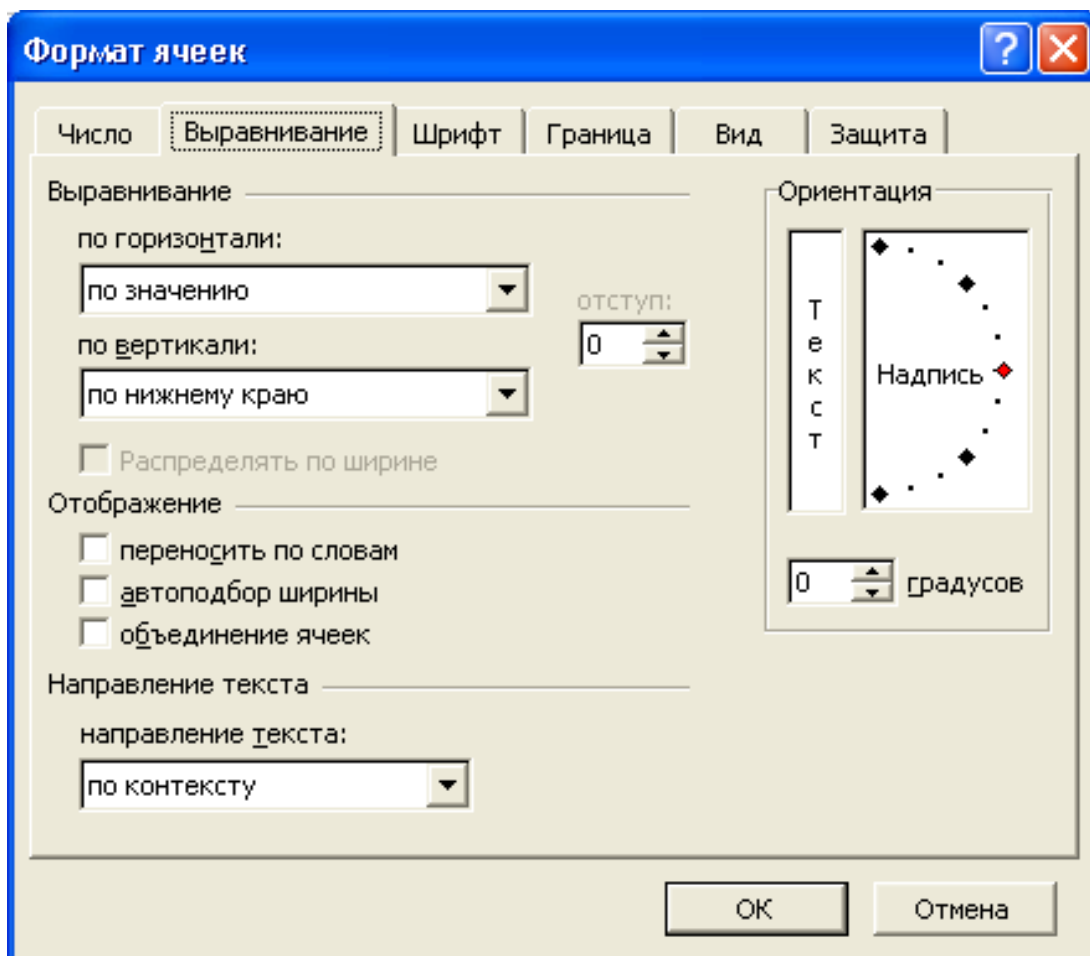 Формат ячеек
Число Выравнивание Шрифт Граница Вид Защита
Выравнивание
по горизонтали:
по значению
отступ:
0
по вертикали:
по нижнему краю
Распределять по ширине
Отображение
переносить по словам
автоподбор ширины
объединение ячеек
Направление текста
направление текста:
по контексту
Ориентация
Текст
Надпись
0 градусов
ОК Отмена